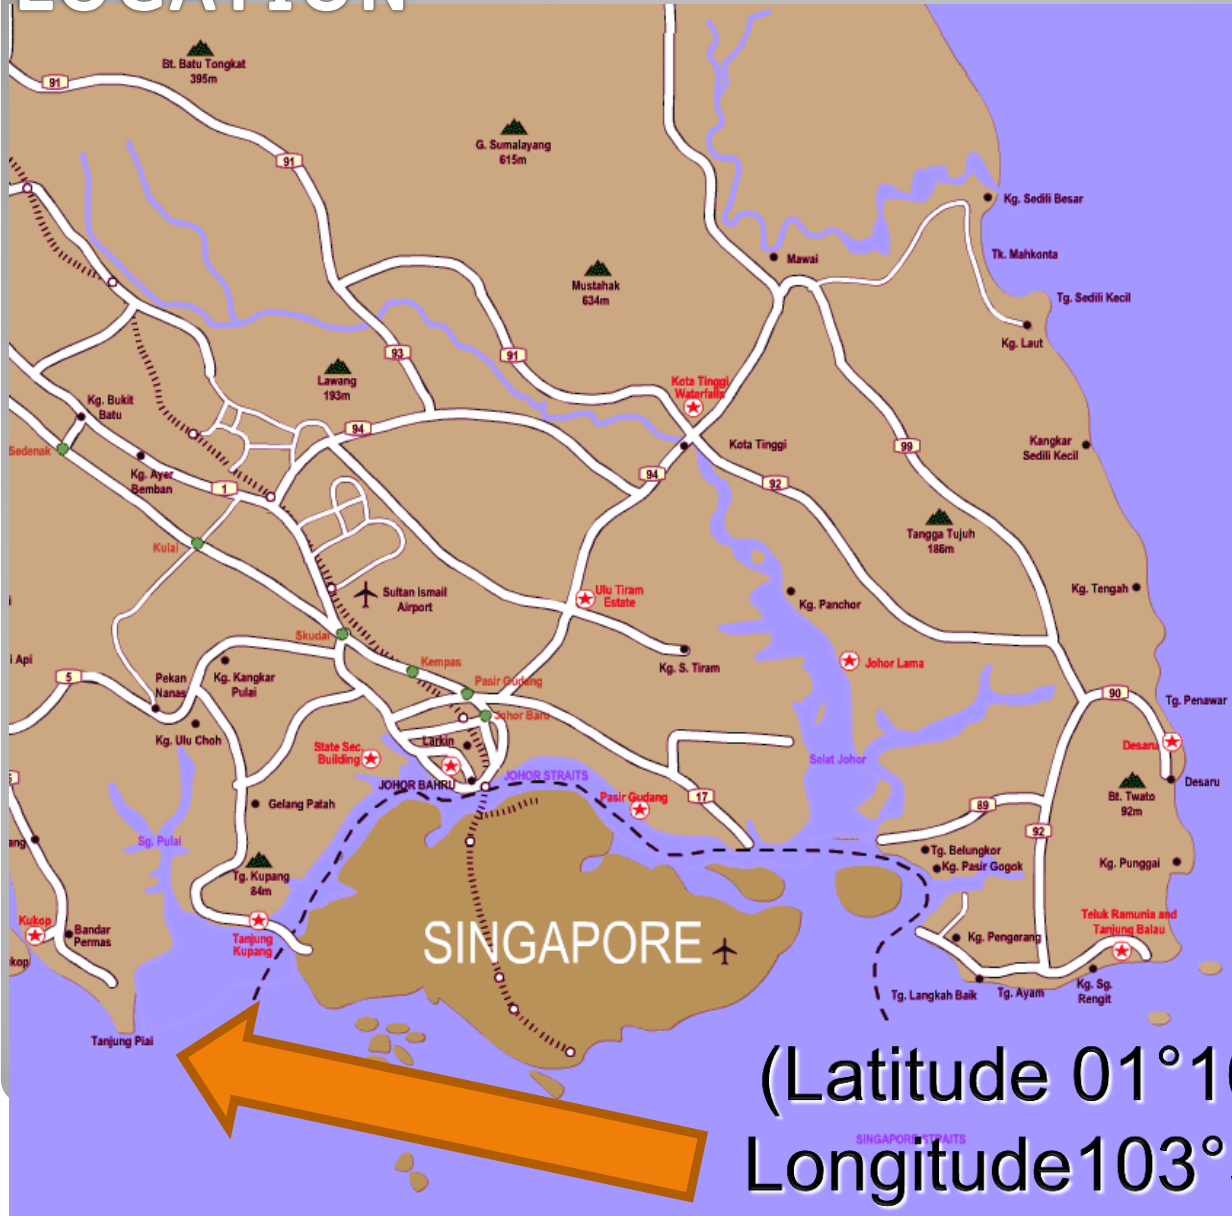 LOCATION
Bt. Batu Tongkat
395m
91
91
G. Sumalayang
615m
Kg. Sedili Besar
Mawai
Tk. Mahkonta
Mustahak
634m
Tg. Sedili Kecil
Kg. Laut
93
91
Lawang
193m
Kota Tinggi
Waterfalls
Kg. Bukit
Batu
94
Kota Tinggi
99
Kangkar
Sedili Kecil
Sedenak
Kg. Ayer
Bemban
94
92
1
Tangga Tujuh
186m
Kulai
Sultan Ismail
Airport
Ulu Tiram
Estate
Kg. Panchor
Kg. Tengah
Skudai
i Api
Kempas
Kg. S. Tiram
Johor Lama
5
Pekan
Nanas
Kg. Kangkar
Pulai
Pasir Gudang
90
Tg. Penawar
Johor Baru
Kg. Ulu Choh
Larkin
State Sec.
Building
Desaru
Selat Johor
JOHOR BAHRU
JOHOR STRAITS
Desaru
Pasir Gudang
17
Bt. Twato
92m
Gelang Patah
89
92
ang
Sg. Pulai
Tg. Belungkor
Kg. Pasir Gogok
Kg. Punggai
Tg. Kupang
84m
Kukop
Bandar
Permas
Tanjung
Kupang
SINGAPORE
Teluk Ramunia and
Tanjung Balau
Kg. Pengerang
kop
Tg. Langkah Baik
Tg. Ayam
Kg. Sg.
Rengit
Tanjung Piai
(Latitude 01°1
SINGAPORE STRAITS
Longitude103°